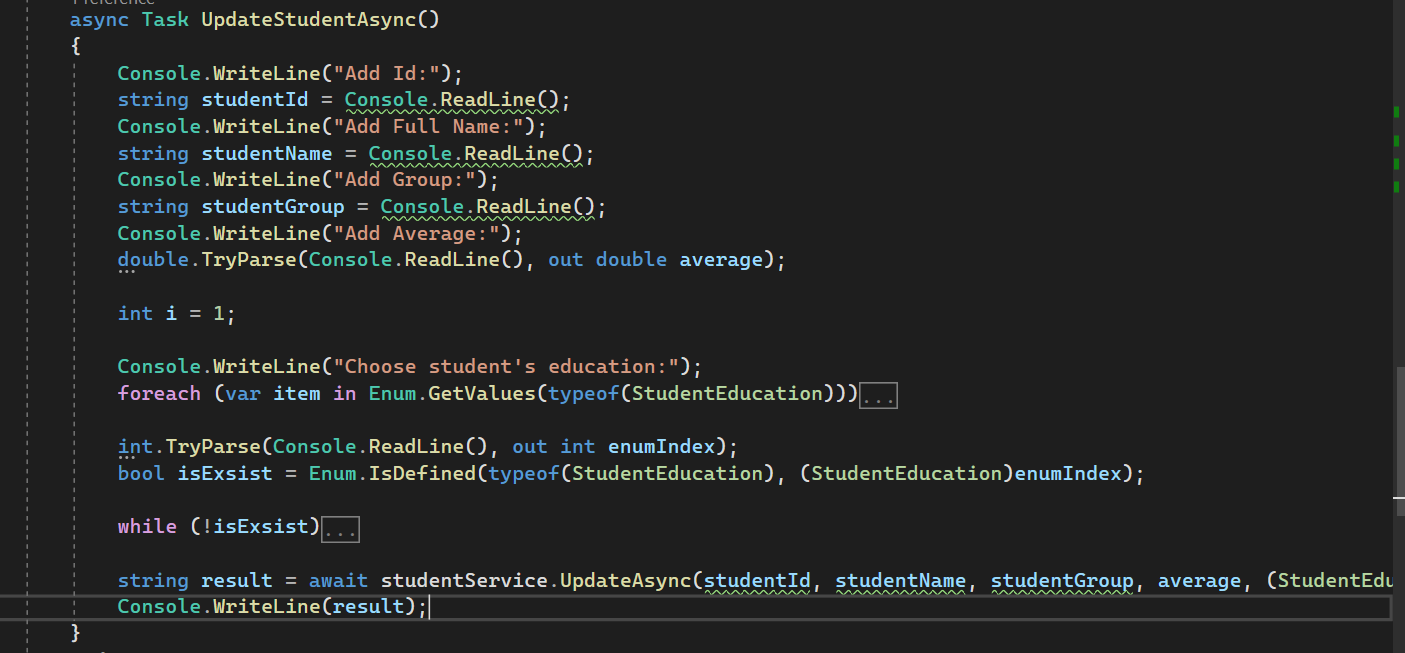 Preference
async Task UpdateStudentAsync()
{
Console.WriteLine("Add Id:");
string studentId = Console.ReadLine();
Console.WriteLine("Add Full Name:");
string studentName = Console.ReadLine();
Console.WriteLine("Add Group:");
string studentGroup = Console.ReadLine();
Console.WriteLine("Add Average:");
double.TryParse(Console.ReadLine(), out double average);
int i = 1;
Console.WriteLine("Choose student's education:");
foreach (var item in Enum.GetValues(typeof(StudentEducation)))...
int.TryParse(Console.ReadLine(), out int enumIndex);
bool isExsist = Enum.IsDefined(typeof(StudentEducation), (StudentEducation)enumIndex);
while (!isExsist)...
string result = await studentService.UpdateAsync(studentId, studentName, studentGroup, average, (StudentEdu
Console.WriteLine(result);
}